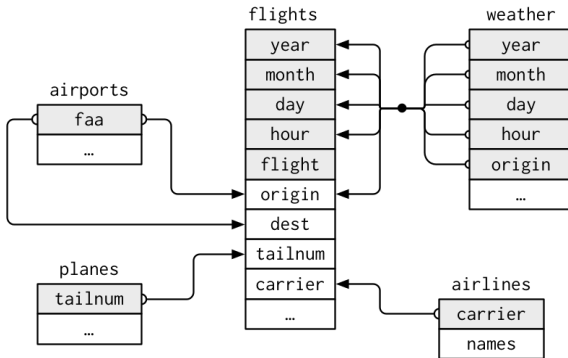 airports
faa
…
planes
tailnum
…
flights
year
month
day
hour
flight
origin
dest
tailnum
carrier
…
weather
year
month
day
hour
origin
…
airlines
carrier
names